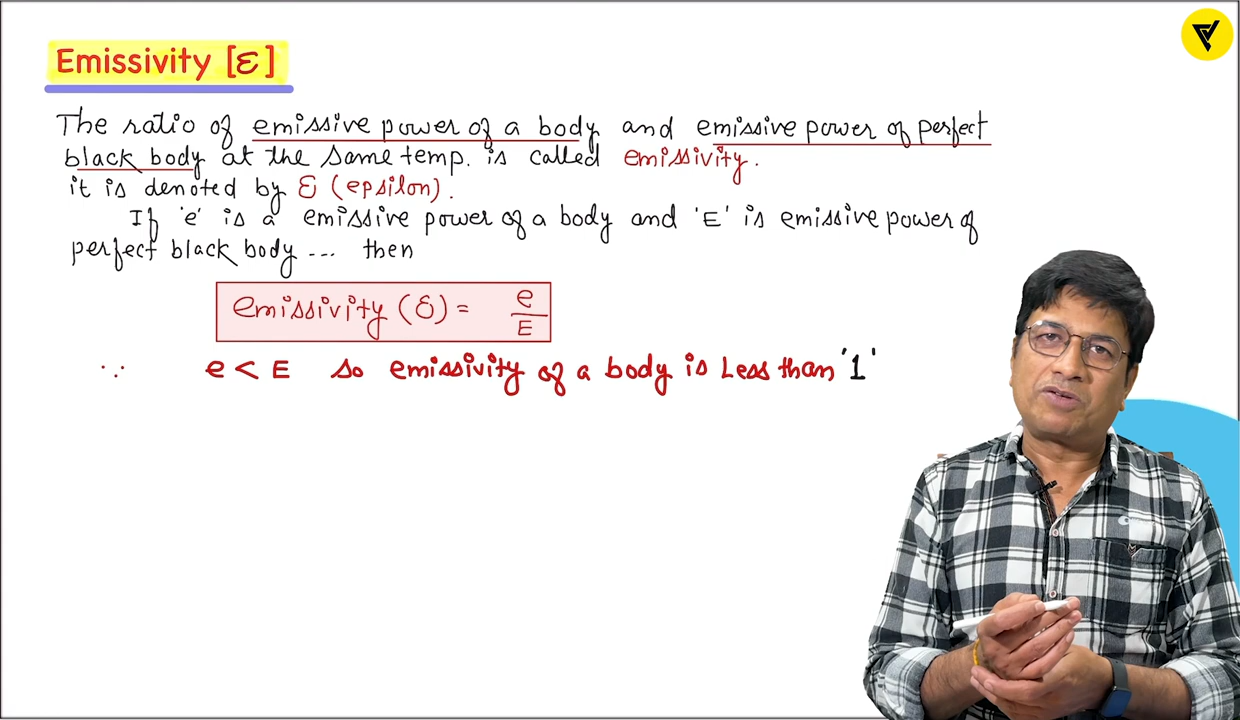 Emissivity [ε]
The ratio of emissive power of a body and emissive power of perfect
black body at the same temp. is called emissivity.
it is denoted by ε (epsilon).
If 'e' is a emissive power of a body and 'E' is emissive power of
perfect black body ... then
emissivity (ε) = e/E
∵ e < E so emissivity of a body is Less than '1'